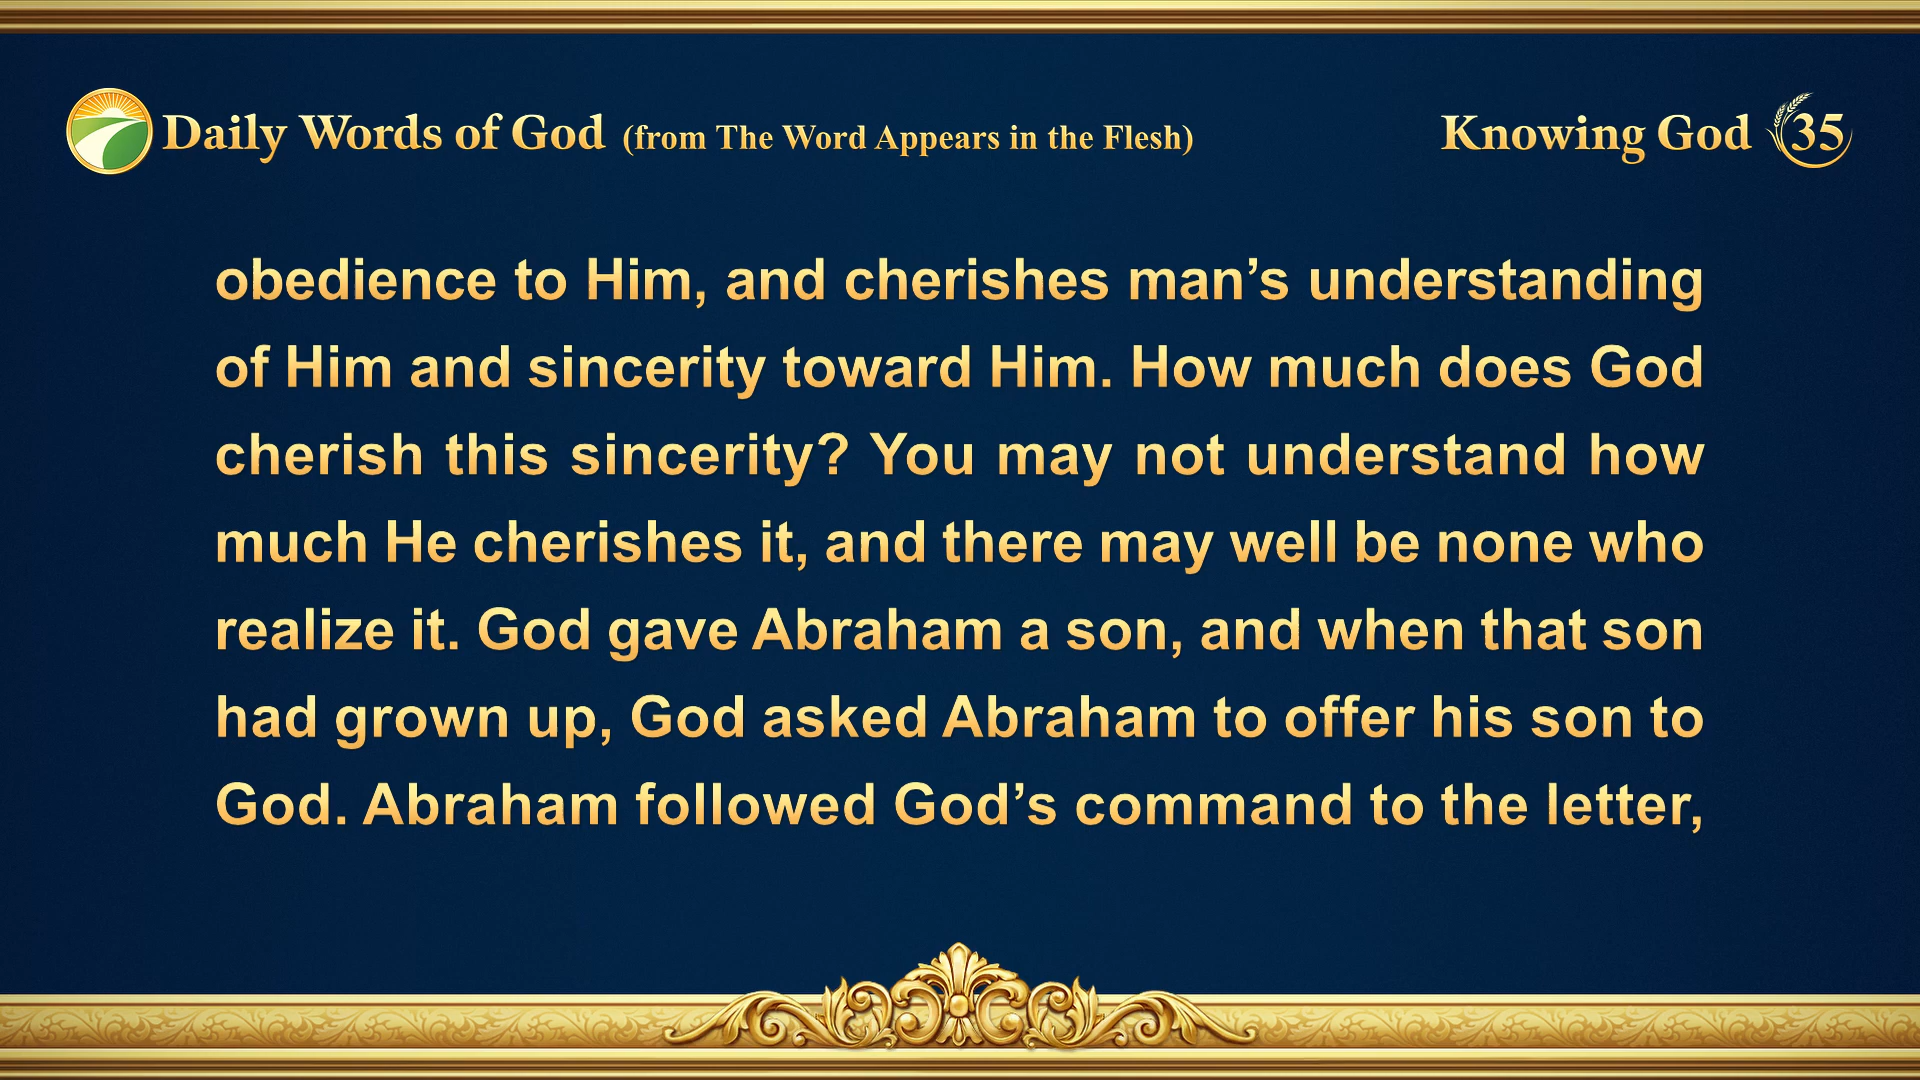 Daily Words of God (from The Word Appears in the Flesh)
Knowing God 35
obedience to Him, and cherishes man’s understanding
of Him and sincerity toward Him. How much does God
cherish this sincerity? You may not understand how
much He cherishes it, and there may well be none who
realize it. God gave Abraham a son, and when that son
had grown up, God asked Abraham to offer his son to
God. Abraham followed God’s command to the letter,